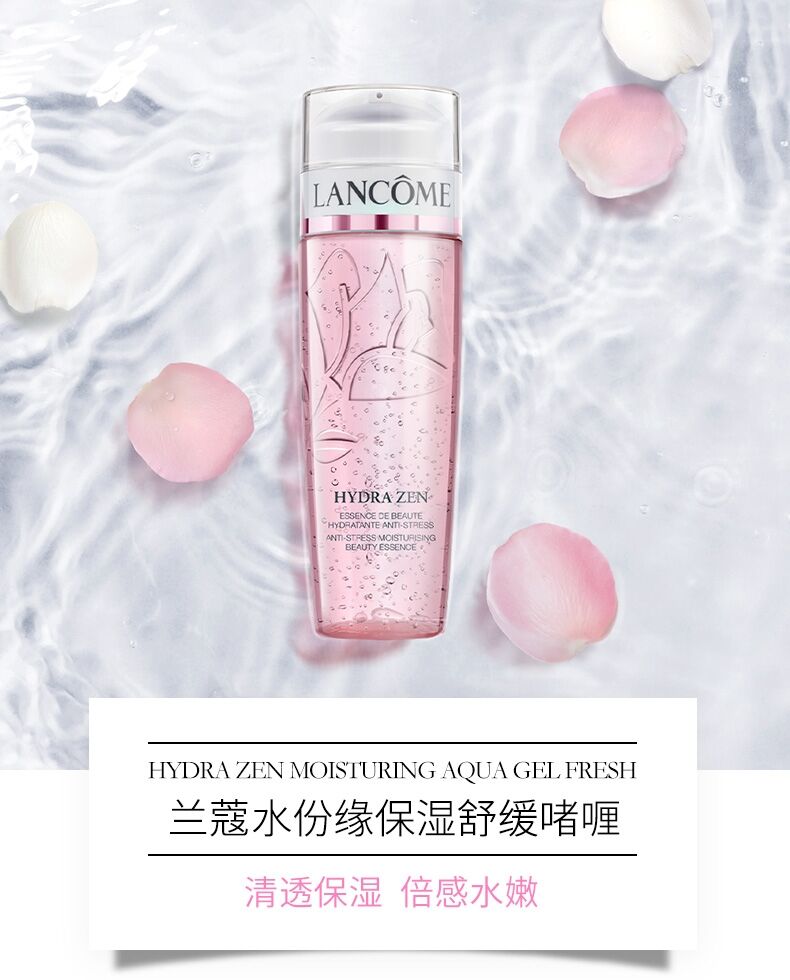 LANCÔME
HYDRA ZEN
ESSENCE DE BEAUTÉ
HYDRATANTE ANTI-STRESS
ANTI-STRESS MOISTURISING
BEAUTY ESSENCE
HYDRA ZEN MOISTURING AQUA GEL FRESH
兰蔻水份缘保湿舒缓啫喱
清透保湿 倍感水嫩